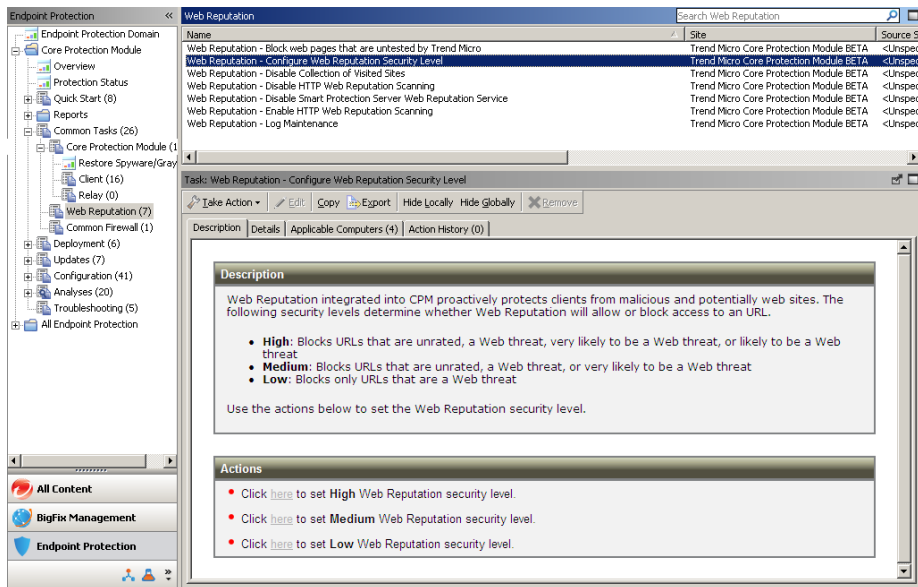 Endpoint Protection «
Endpoint Protection Domain
Core Protection Module
Overview
Protection Status
Quick Start (8)
Reports
Common Tasks (26)
Core Protection Module (1
Restore Spyware/Gray
Client (16)
Relay (0)
Web Reputation (7)
Common Firewall (1)
Deployment (6)
Updates (7)
Configuration (41)
Analyses (20)
Troubleshooting (5)
All Endpoint Protection
All Content
BigFix Management
Endpoint Protection
Web Reputation Search Web Reputation
Name Site Source S
Web Reputation - Block web pages that are untested by Trend Micro Trend Micro Core Protection Module BETA <Unspec
Web Reputation - Configure Web Reputation Security Level Trend Micro Core Protection Module BETA <Unspec
Web Reputation - Disable Collection of Visited Sites Trend Micro Core Protection Module BETA <Unspec
Web Reputation - Disable HTTP Web Reputation Scanning Trend Micro Core Protection Module BETA <Unspec
Web Reputation - Disable Smart Protection Server Web Reputation Service Trend Micro Core Protection Module BETA <Unspec
Web Reputation - Enable HTTP Web Reputation Scanning Trend Micro Core Protection Module BETA <Unspec
Web Reputation - Log Maintenance Trend Micro Core Protection Module BETA <Unspec
Task: Web Reputation - Configure Web Reputation Security Level
Take Action Edit Copy Export Hide Locally Hide Globally Remove
Description Details Applicable Computers (4) Action History (0)
Description
Web Reputation integrated into CPM proactively protects clients from malicious and potentially web sites. The
following security levels determine whether Web Reputation will allow or block access to an URL.
• High: Blocks URLs that are unrated, a Web threat, very likely to be a Web threat, or likely to be a Web
threat
• Medium: Blocks URLs that are unrated, a Web threat, or very likely to be a Web threat
• Low: Blocks only URLs that are a Web threat
Use the actions below to set the Web Reputation security level.
Actions
• Click here to set High Web Reputation security level.
• Click here to set Medium Web Reputation security level.
• Click here to set Low Web Reputation security level.